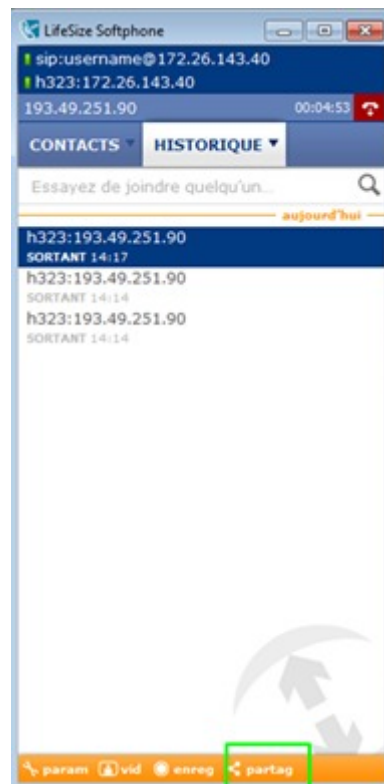 LifeSize Softphone
sip:username@172.26.143.40
h323:172.26.143.40
193.49.251.90 00:04:53
CONTACTS HISTORIQUE
Essayez de joindre quelqu'un...
aujourd'hui
h323:193.49.251.90
SORTANT 14:17
h323:193.49.251.90
SORTANT 14:14
h323:193.49.251.90
SORTANT 14:14
param vid enreg partag